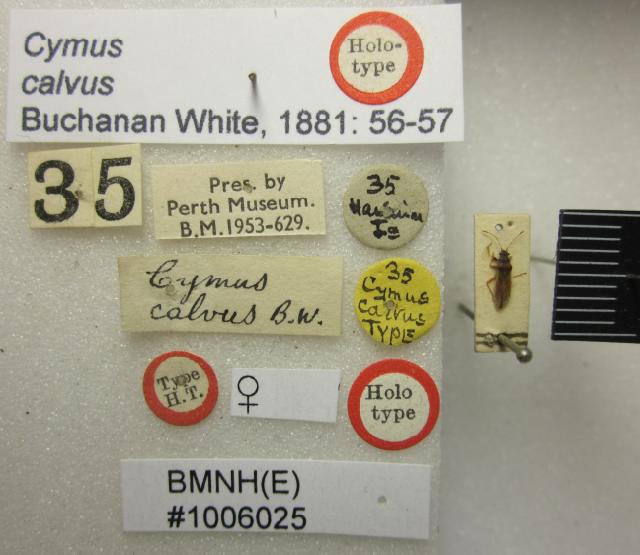 Cymus
calvus
Buchanan White, 1881: 56-57
Holo-
type
35
Pres. by
Perth Museum.
B.M.1953-629.
35
Is
Cymus
calvus B.W.
35
Cymus
calvus
TYPE
Type
H.T.
♀
Holo
type
BMNH(E)
#1006025